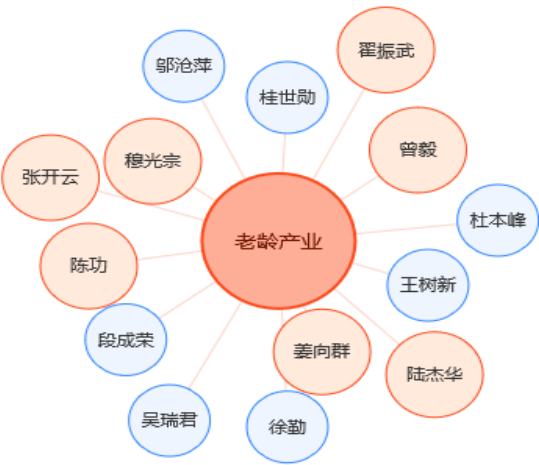 翟振武
邬沧萍
桂世勋
曾毅
穆光宗
张开云
杜本峰
老龄产业
陈功
王树新
段成荣
姜向群
陆杰华
吴瑞君
徐勤